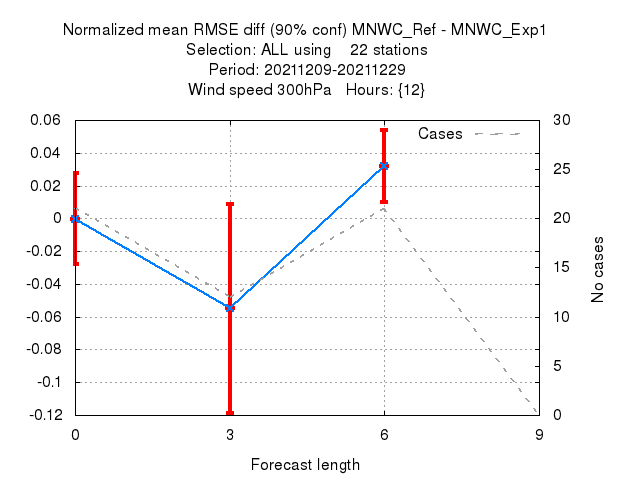 Normalized mean RMSE diff (90% conf) MNWC_Ref - MNWC_Exp1
Selection: ALL using 22 stations
Period: 20211209-20211229
Wind speed 300hPa Hours: {12}
0.06
0.04
0.02
0
-0.02
-0.04
-0.06
-0.08
-0.1
-0.12
Cases
30
25
20
15
10
5
0
No cases
0 3 6 9
Forecast length